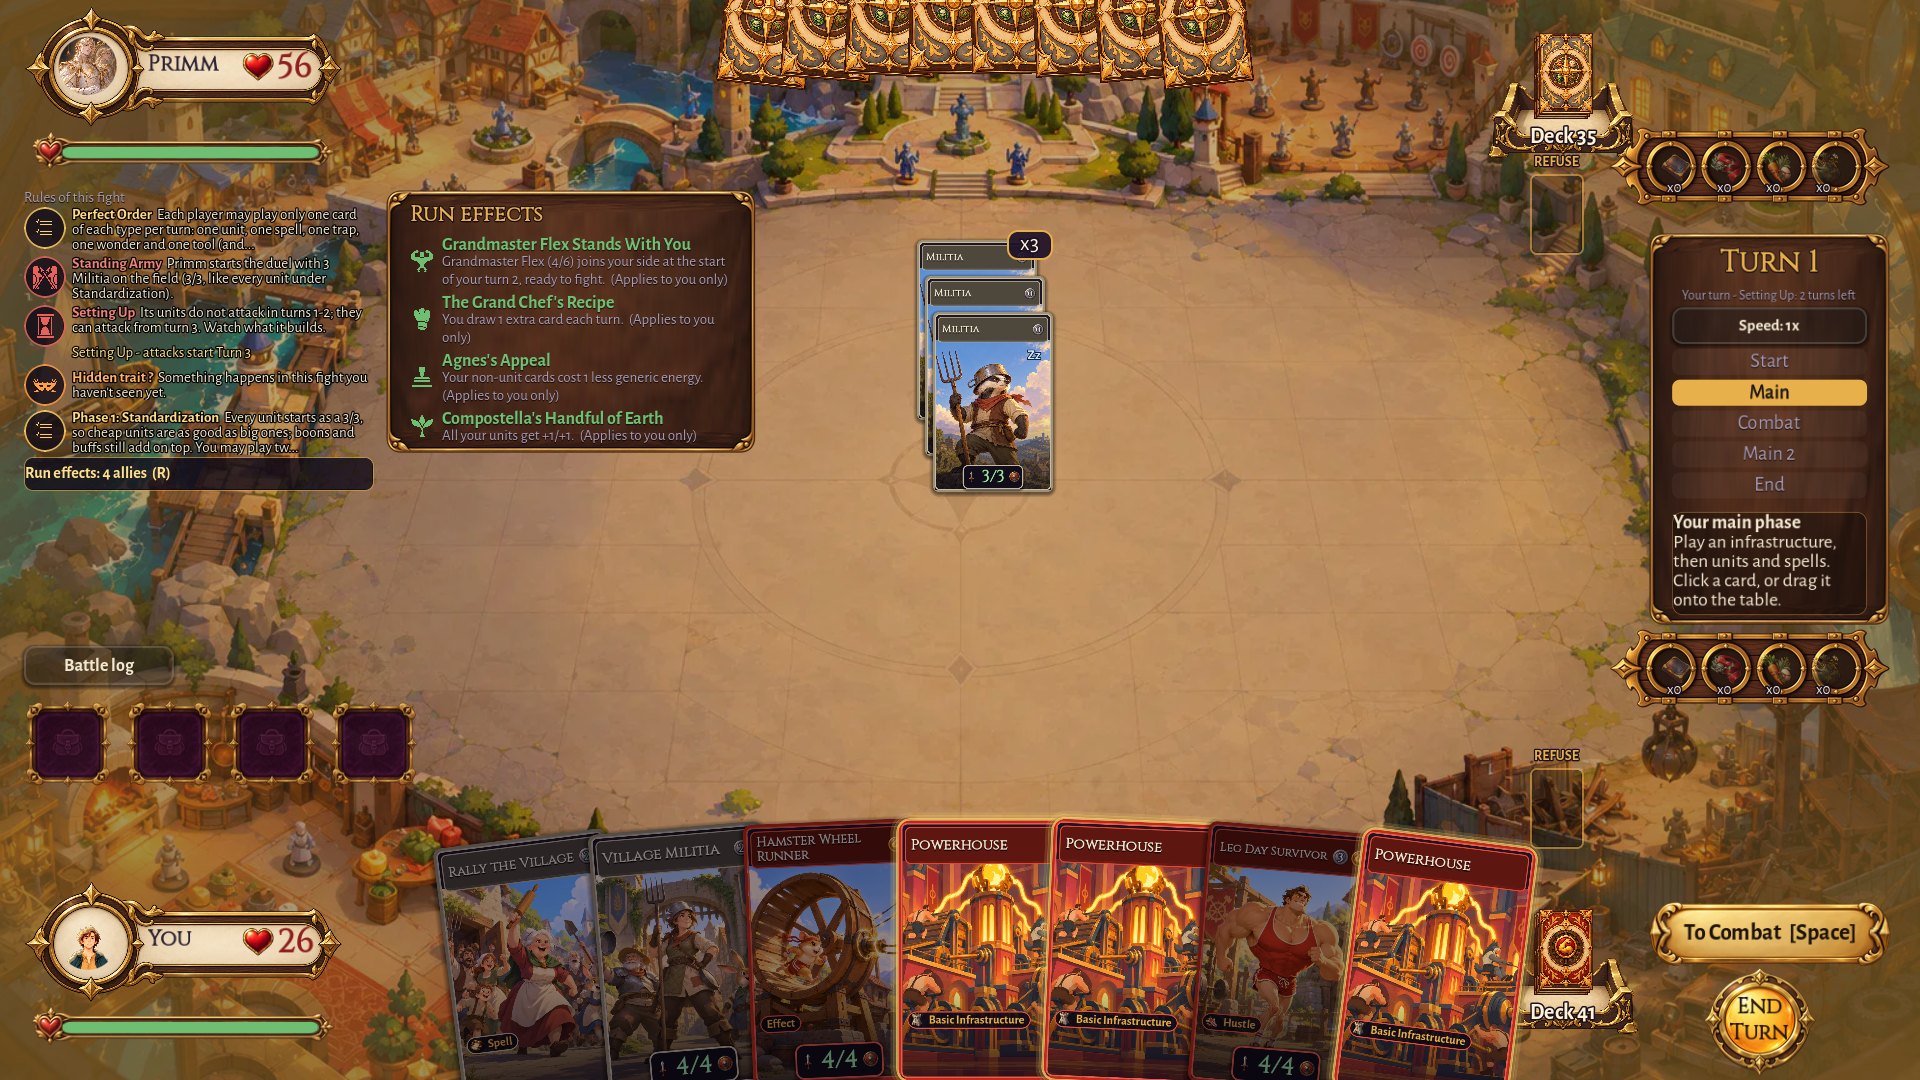 PRIMM
56
Rules of this fight
Perfect Order Each player may play only one card
of each type per turn: one unit, one spell, one trap,
one wonder and one tool (and...
Standing Army Primm starts the duel with 3
Militia on the field (3/3, like every unit under
Standardization).
Setting Up Its units do not attack in turns 1-2; they
can attack from turn 3. Watch what it builds.
Setting Up - attacks start Turn 3
Hidden trait? Something happens in this fight you
haven't seen yet.
Phase 1: Standardization Every unit starts as a 3/3,
so cheap units are as good as big ones; boons and
buffs still add on top. You may play tw...
Run effects: 4 allies (R)
RUN EFFECTS
Grandmaster Flex Stands With You
Grandmaster Flex (4/6) joins your side at the start
of your turn 2, ready to fight. (Applies to you only)
The Grand Chef's Recipe
You draw 1 extra card each turn. (Applies to you
only)
Agnes's Appeal
Your non-unit cards cost 1 less generic energy.
(Applies to you only)
Compostella's Handful of Earth
All your units get +1/+1. (Applies to you only)
X3
MILITIA
MILITIA
MILITIA
Zz
3/3
Deck 35
REFUSE
X0 X0 X0 X0
TURN 1
Your turn - Setting Up: 2 turns left
Speed: 1x
Start
Main
Combat
Main 2
End
Your main phase
Play an infrastructure,
then units and spells.
Click a card, or drag it
onto the table.
X0 X0 X0 X0
REFUSE
Battle log
YOU
26
RALLY THE VILLAGE
Spell
VILLAGE MILITIA
4/4
HAMSTER WHEEL
RUNNER
Effect
4/4
POWERHOUSE
Basic Infrastructure
POWERHOUSE
Basic Infrastructure
LEG DAY SURVIVOR 3
Hustle
4/4
POWERHOUSE
Basic Infrastructure
Deck 41
To Combat [Space]
END
TURN